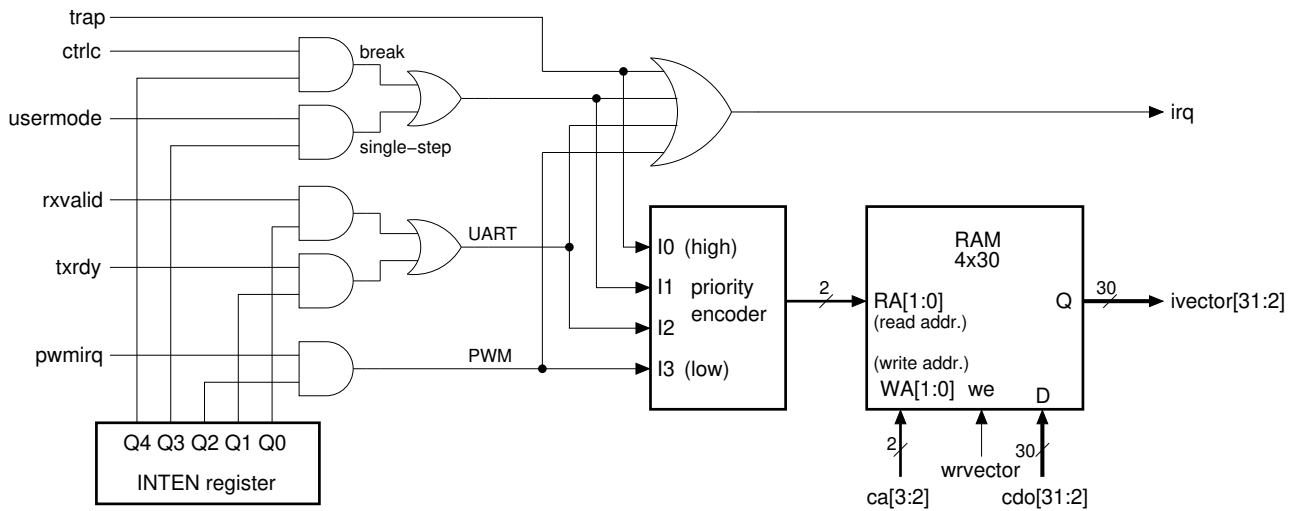 trap
ctrlc
break
usermode
single−step
irq
rxvalid
UART
txrdy
pwmirq
PWM
I0 (high)
I1 priority
encoder
I2
I3 (low)
2
RAM
4x30
RA[1:0]
(read addr.)
Q
30
ivector[31:2]
(write addr.)
WA[1:0] we D
2
wrvector
30
ca[3:2]
cdo[31:2]
Q4 Q3 Q2 Q1 Q0
INTEN register